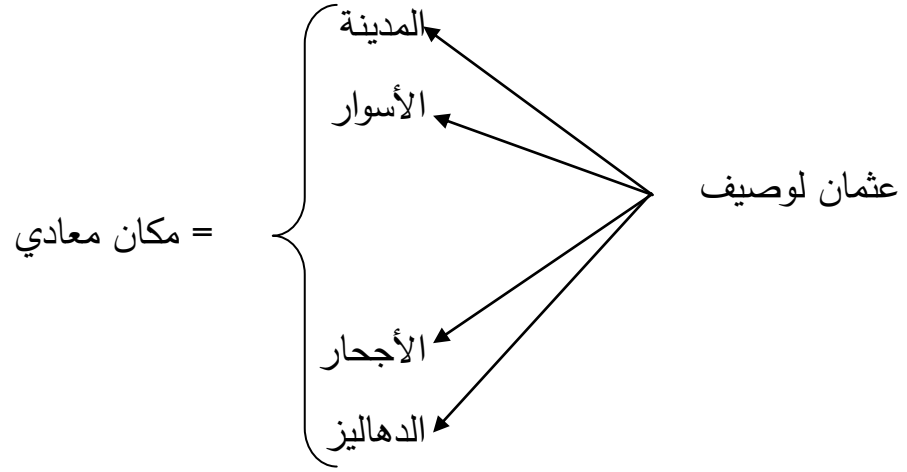 المدينة
الأسوار
عثمان لوصيف
= مكان معادي
الأجحار
الدهاليز